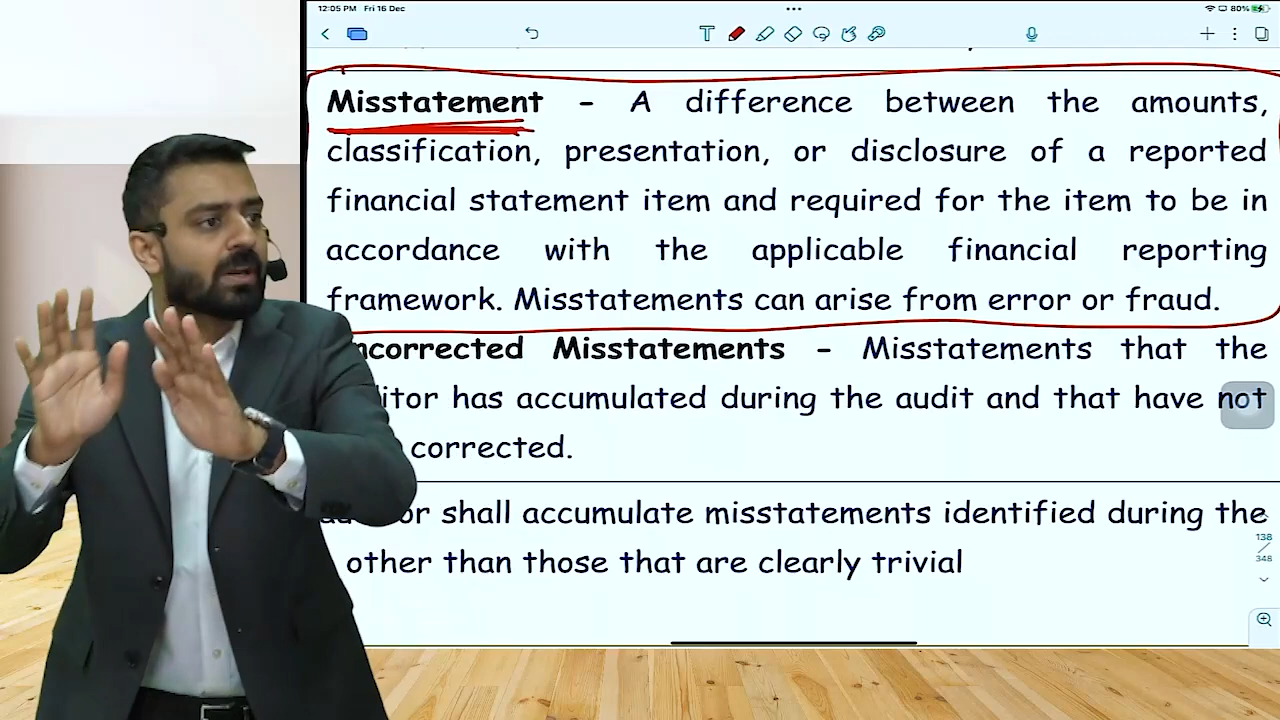 12:05 PM Fri 16 Dec
80%
Misstatement - A difference between the amounts,
classification, presentation, or disclosure of a reported
financial statement item and required for the item to be in
accordance with the applicable financial reporting
framework. Misstatements can arise from error or fraud.
ncorrected Misstatements - Misstatements that the
itor has accumulated during the audit and that have not
corrected.
or shall accumulate misstatements identified during the
other than those that are clearly trivial
138
348